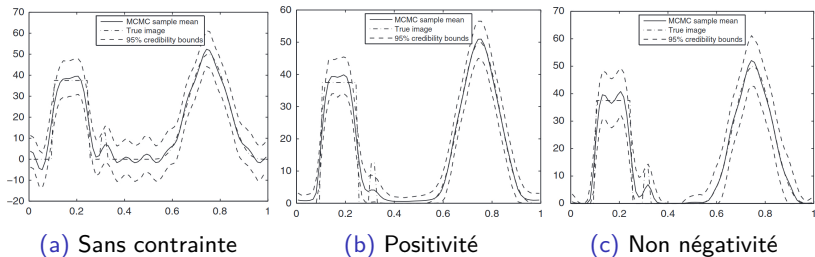 70
60
50
40
30
20
10
0
−10
−20
0 0.2 0.4 0.6 0.8 1
MCMC sample mean
True image
95% credibility bounds
(a) Sans contrainte
60
50
40
30
20
10
0
0 0.2 0.4 0.6 0.8 1
MCMC sample mean
True image
95% credibility bounds
(b) Positivité
70
60
50
40
30
20
10
0
0 0.2 0.4 0.6 0.8 1
MCMC sample mean
True image
95% credibility bounds
(c) Non négativité